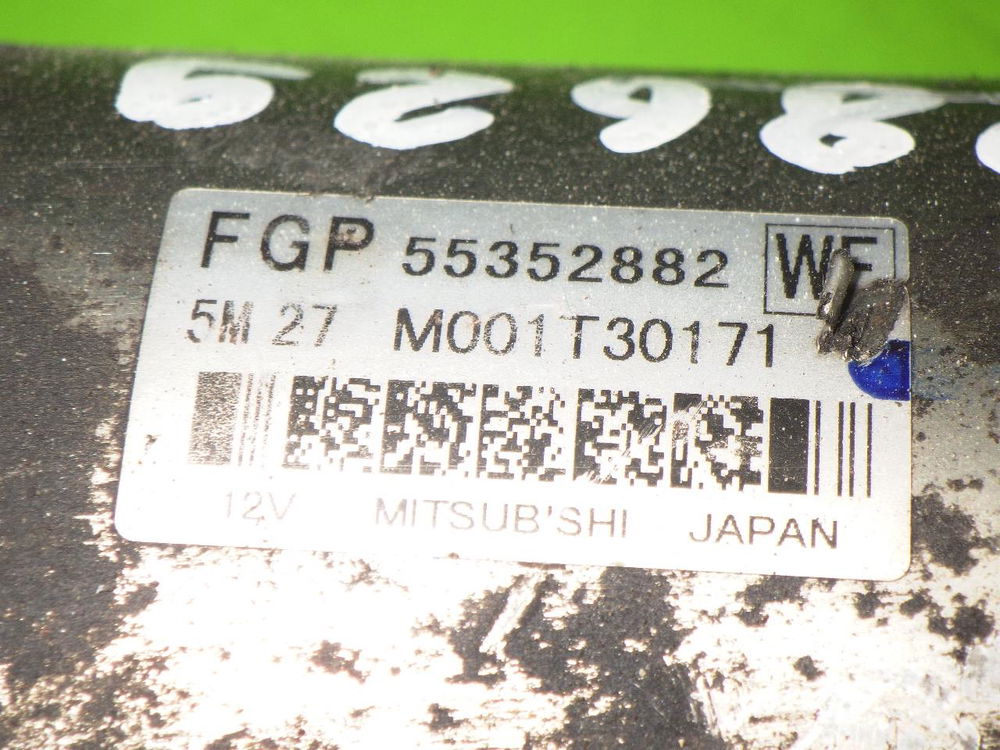 FGP 55352882 WE
5M 27 M001T30171
12V MITSUB'SHI JAPAN